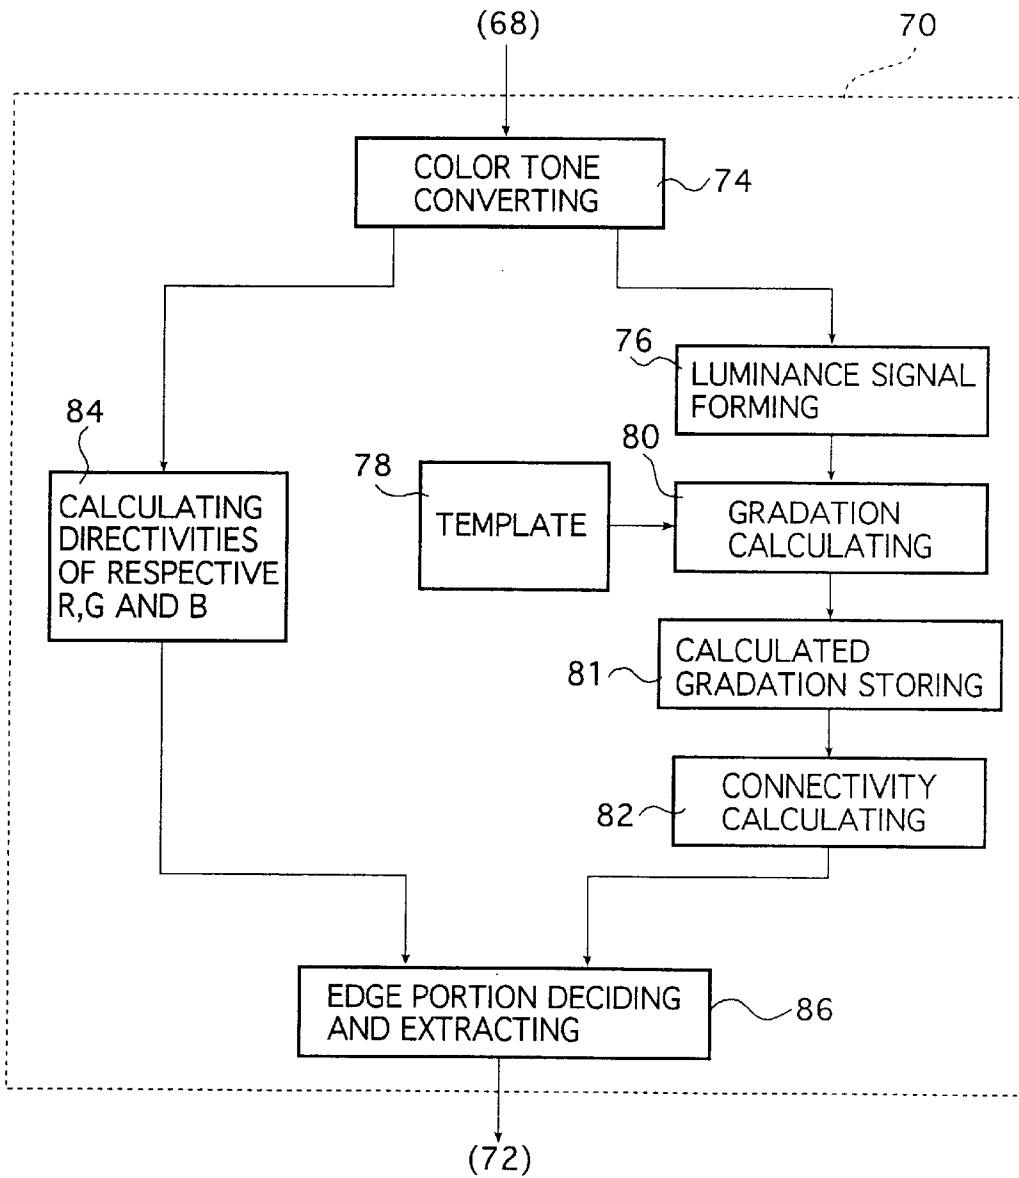 (68)
70
COLOR TONE
CONVERTING
74
76
LUMINANCE SIGNAL
FORMING
84
CALCULATING
DIRECTIVITIES
OF RESPECTIVE
R,G AND B
78
TEMPLATE
80
GRADATION
CALCULATING
81
CALCULATED
GRADATION STORING
82
CONNECTIVITY
CALCULATING
EDGE PORTION DECIDING
AND EXTRACTING
86
(72)